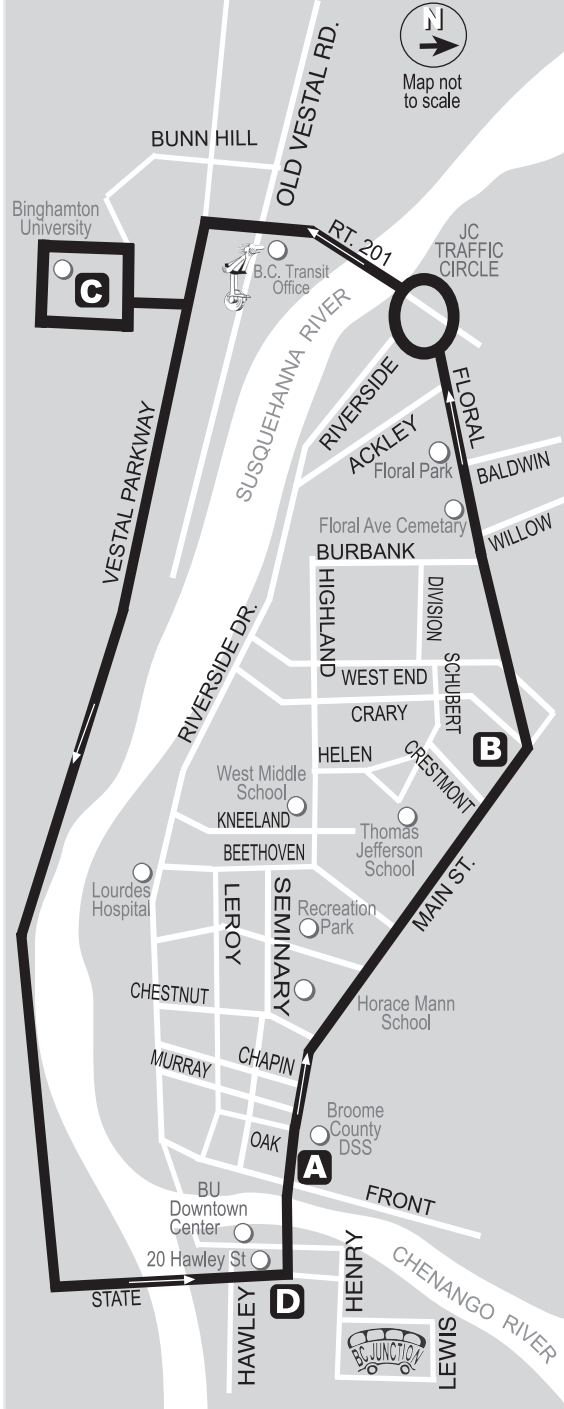 N
Map not
to scale
OLD VESTAL RD.
BUNN HILL
Binghamton
University
C
RT. 201
JC
TRAFFIC
CIRCLE
B.C. Transit
Office
SUSQUEHANNA RIVER
RIVERSIDE
ACKLEY
FLORAL
Floral Park
BALDWIN
VESTAL PARKWAY
Floral Ave Cemetary
WILLOW
BURBANK
HIGHLAND
DIVISION
RIVERSIDE DR.
WEST END
SCHUBERT
CRARY
B
HELEN
CRESTMONT
West Middle
School
KNEELAND
Thomas
Jefferson
School
BEETHOVEN
MAIN ST.
Lourdes
Hospital
LEROY
SEMINARY
Recreation
Park
CHESTNUT
Horace Mann
School
MURRAY
CHAPIN
Broome
County
DSS
OAK
A
FRONT
BU
Downtown
Center
20 Hawley St
STATE
D
HAWLEY
HENRY
CHENANGO RIVER
BC JUNCTION
LEWIS